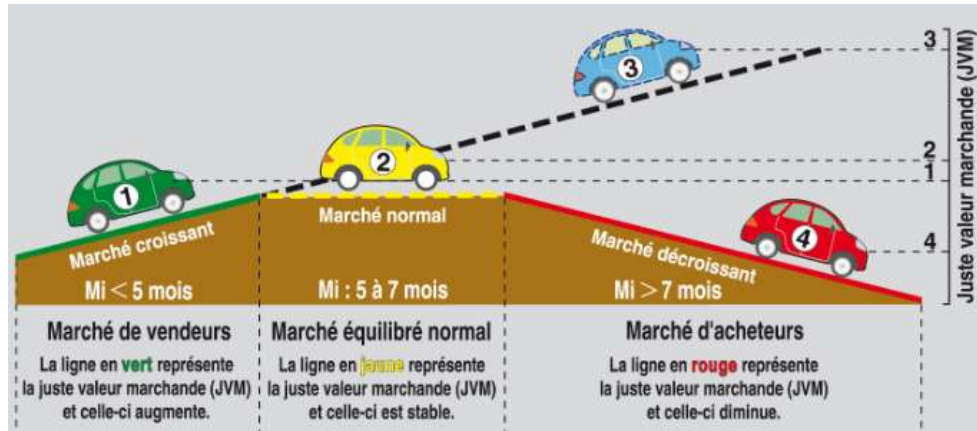 3
3
2
2
1
1
Juste valeur marchande (JVM)
4
4
Marché croissant
Marché normal
Marché décroissant
Mi < 5 mois
Mi : 5 à 7 mois
Mi > 7 mois
Marché de vendeurs
La ligne en vert représente
la juste valeur marchande (JVM)
et celle-ci augmente.
Marché équilibré normal
La ligne en jaune représente
la juste valeur marchande (JVM)
et celle-ci est stable.
Marché d'acheteurs
La ligne en rouge représente
la juste valeur marchande (JVM)
et celle-ci diminue.